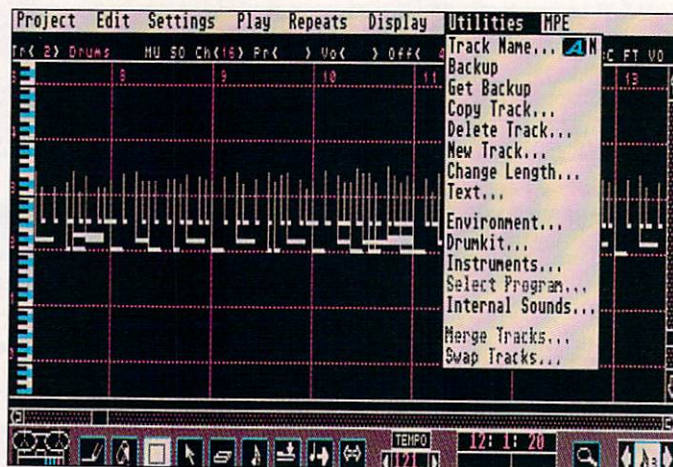 Project Edit Settings Play Repeats Display Utilities MPE
Tr< 2> Drums MU SO Ch<16> Pr< > Vo< > Off< 4
C FT VO
8 9 10 11 13
Track Name... A N
Backup
Get Backup
Copy Track...
Delete Track...
New Track...
Change Length...
Text...
Environment...
Drumkit...
Instruments...
Select Program...
Internal Sounds...
Merge Tracks...
Swap Tracks...
TEMPO
121
12: 1: 20